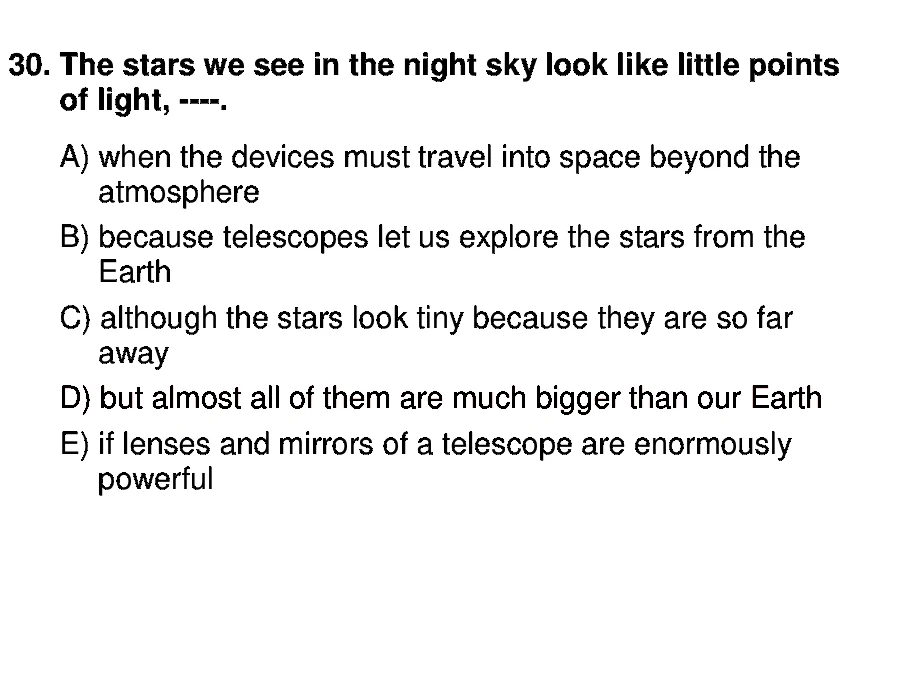 30. The stars we see in the night sky look like little points
of light, ----.
A) when the devices must travel into space beyond the
atmosphere
B) because telescopes let us explore the stars from the
Earth
C) although the stars look tiny because they are so far
away
D) but almost all of them are much bigger than our Earth
E) if lenses and mirrors of a telescope are enormously
powerful